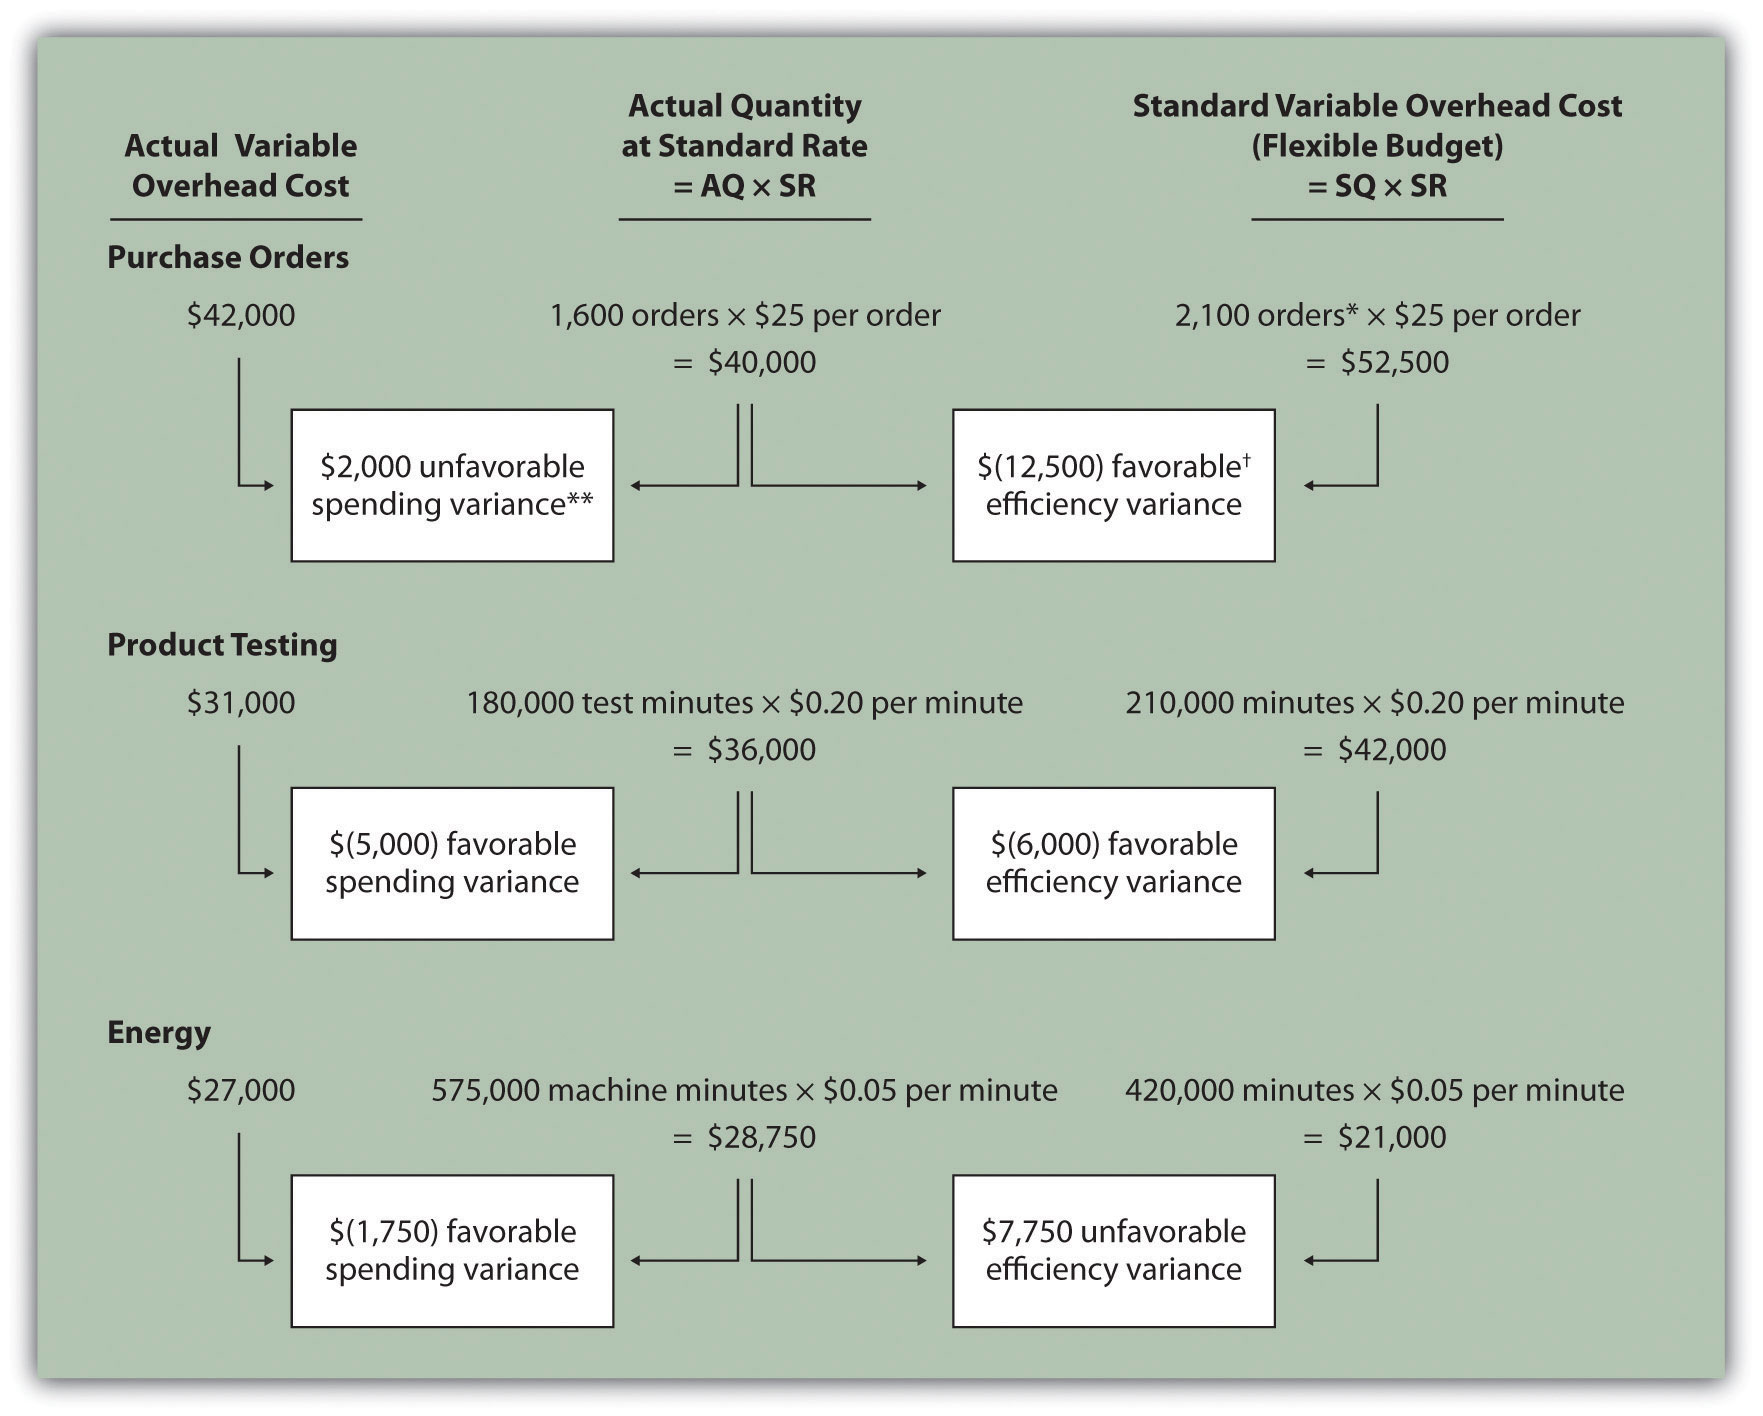 Actual Variable
Overhead Cost
Actual Quantity
at Standard Rate
= AQ × SR
Standard Variable Overhead Cost
(Flexible Budget)
= SQ × SR
Purchase Orders
$42,000
1,600 orders × $25 per order
= $40,000
2,100 orders* × $25 per order
= $52,500
$2,000 unfavorable
spending variance**
$(12,500) favorable†
efficiency variance
Product Testing
$31,000
180,000 test minutes × $0.20 per minute
= $36,000
210,000 minutes × $0.20 per minute
= $42,000
$(5,000) favorable
spending variance
$(6,000) favorable
efficiency variance
Energy
$27,000
575,000 machine minutes × $0.05 per minute
= $28,750
420,000 minutes × $0.05 per minute
= $21,000
$(1,750) favorable
spending variance
$7,750 unfavorable
efficiency variance